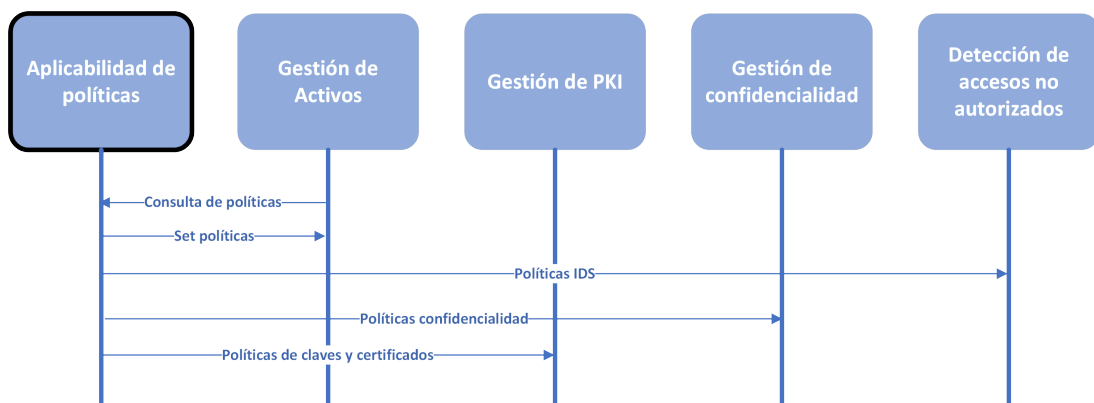 Aplicabilidad de
políticas
Gestión de
Activos
Gestión de PKI
Gestión de
confidencialidad
Detección de
accesos no
autorizados
Consulta de políticas
Set políticas
Políticas IDS
Políticas confidencialidad
Políticas de claves y certificados